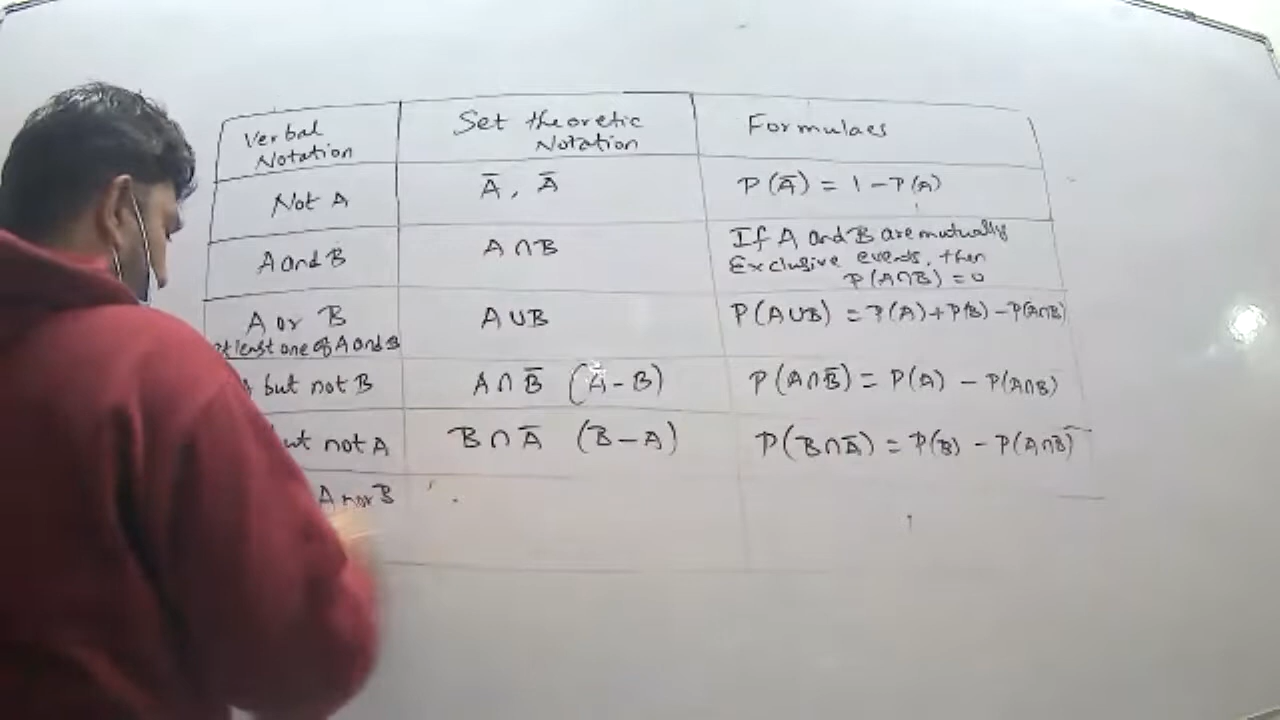 Verbal Notation
Set theoretic Notation
Formulaes
Not A
Ā, Ā
P(Ā) = 1 - P(A)
A and B
A ∩ B
If A and B are mutually
Exclusive events, then
P(A∩B) = 0
A or B
at least one of A and B
A ∪ B
P(A∪B) = P(A) + P(B) - P(A∩B)
but not B
A ∩ B̄ (A - B)
P(A∩B̄) = P(A) - P(A∩B)
but not A
B ∩ Ā (B - A)
P(B∩Ā) = P(B) - P(A∩B)
A nor B